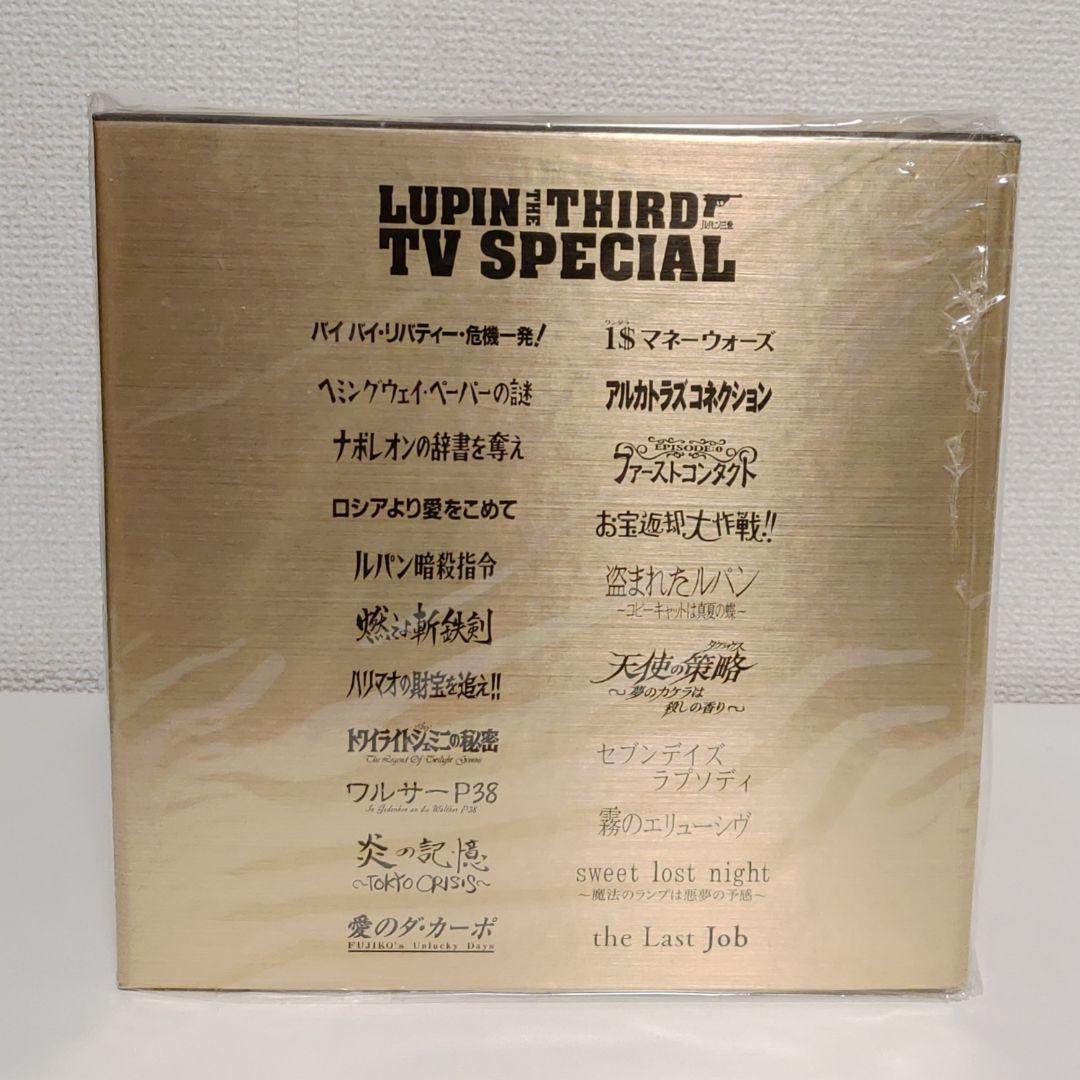 LUPIN THE THIRD
ルパン三世
TV SPECIAL
バイ バイ・リバティー・危機一発!
ヘミングウェイ・ペーパーの謎
ナポレオンの辞書を奪え
ロシアより愛をこめて
ルパン暗殺指令
燃えよ斬鉄剣
ハリマオの財宝を追え!!
トワイライトジェミニの秘密
The Legend Of Twilight Gemini
ワルサーP38
In Gedenken an die Walther P38
炎の記憶
~TOKYO CRISIS~
愛のダ・カーポ
FUJIKO's Unlucky Days
ワンダラー
1$マネーウォーズ
アルカトラズコネクション
EPISODE:0
ファーストコンタクト
お宝返却大作戦!!
盗まれたルパン
~コピーキャットは真夏の蝶~
タクティクス
天使の策略
~夢のカケラは
殺しの香り~
セブンデイズ
ラプソディ
霧のエリューシヴ
sweet lost night
~魔法のランプは悪夢の予感~
the Last Job